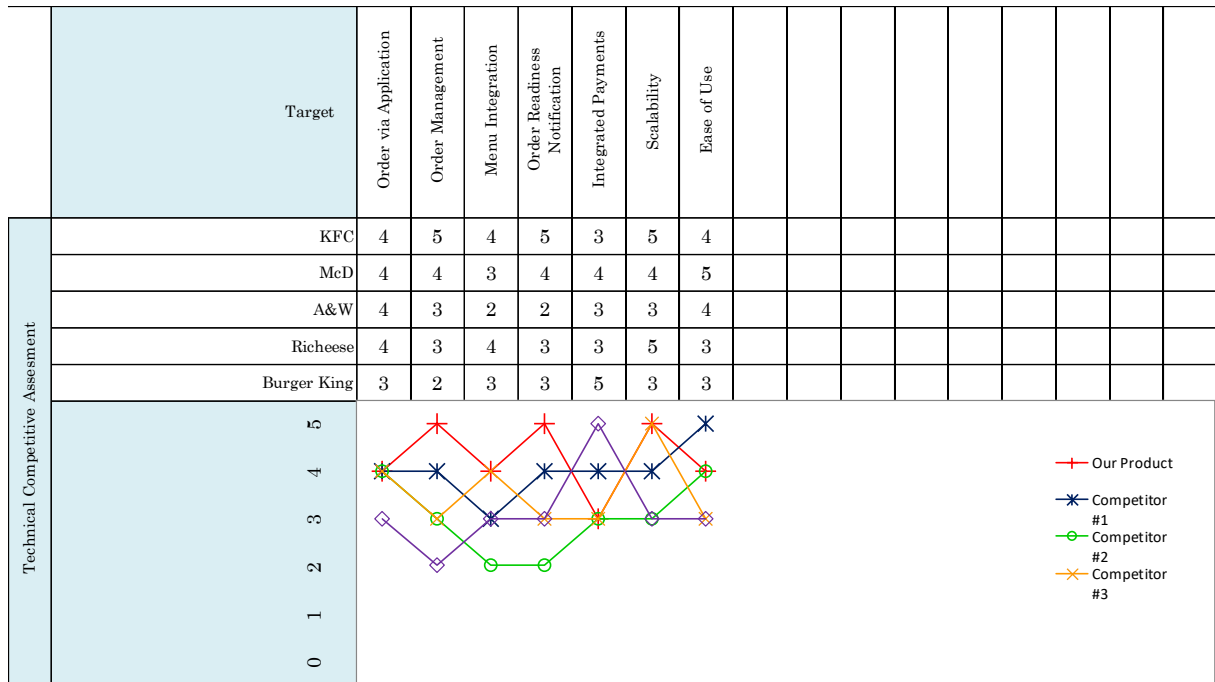 Target
Order via Application
Order Management
Menu Integration
Order Readiness
Notification
Integrated Payments
Scalability
Ease of Use
Technical Competitive Assesment
KFC 4 5 4 5 3 5 4
McD 4 4 3 4 4 4 5
A&W 4 3 2 2 3 3 4
Richeese 4 3 4 3 3 5 3
Burger King 3 2 3 3 5 3 3
5
4
3
2
1
0
Our Product
Competitor
#1
Competitor
#2
Competitor
#3